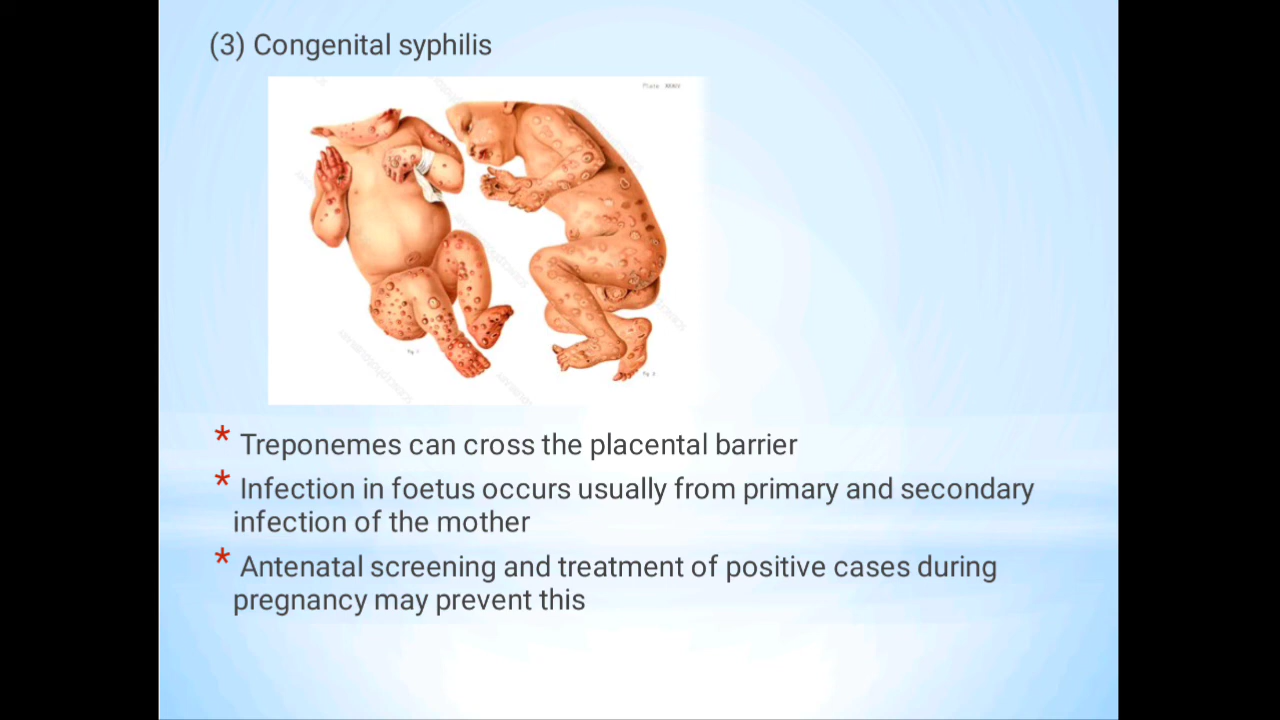 (3) Congenital syphilis
* Treponemes can cross the placental barrier
* Infection in foetus occurs usually from primary and secondary
infection of the mother
* Antenatal screening and treatment of positive cases during
pregnancy may prevent this